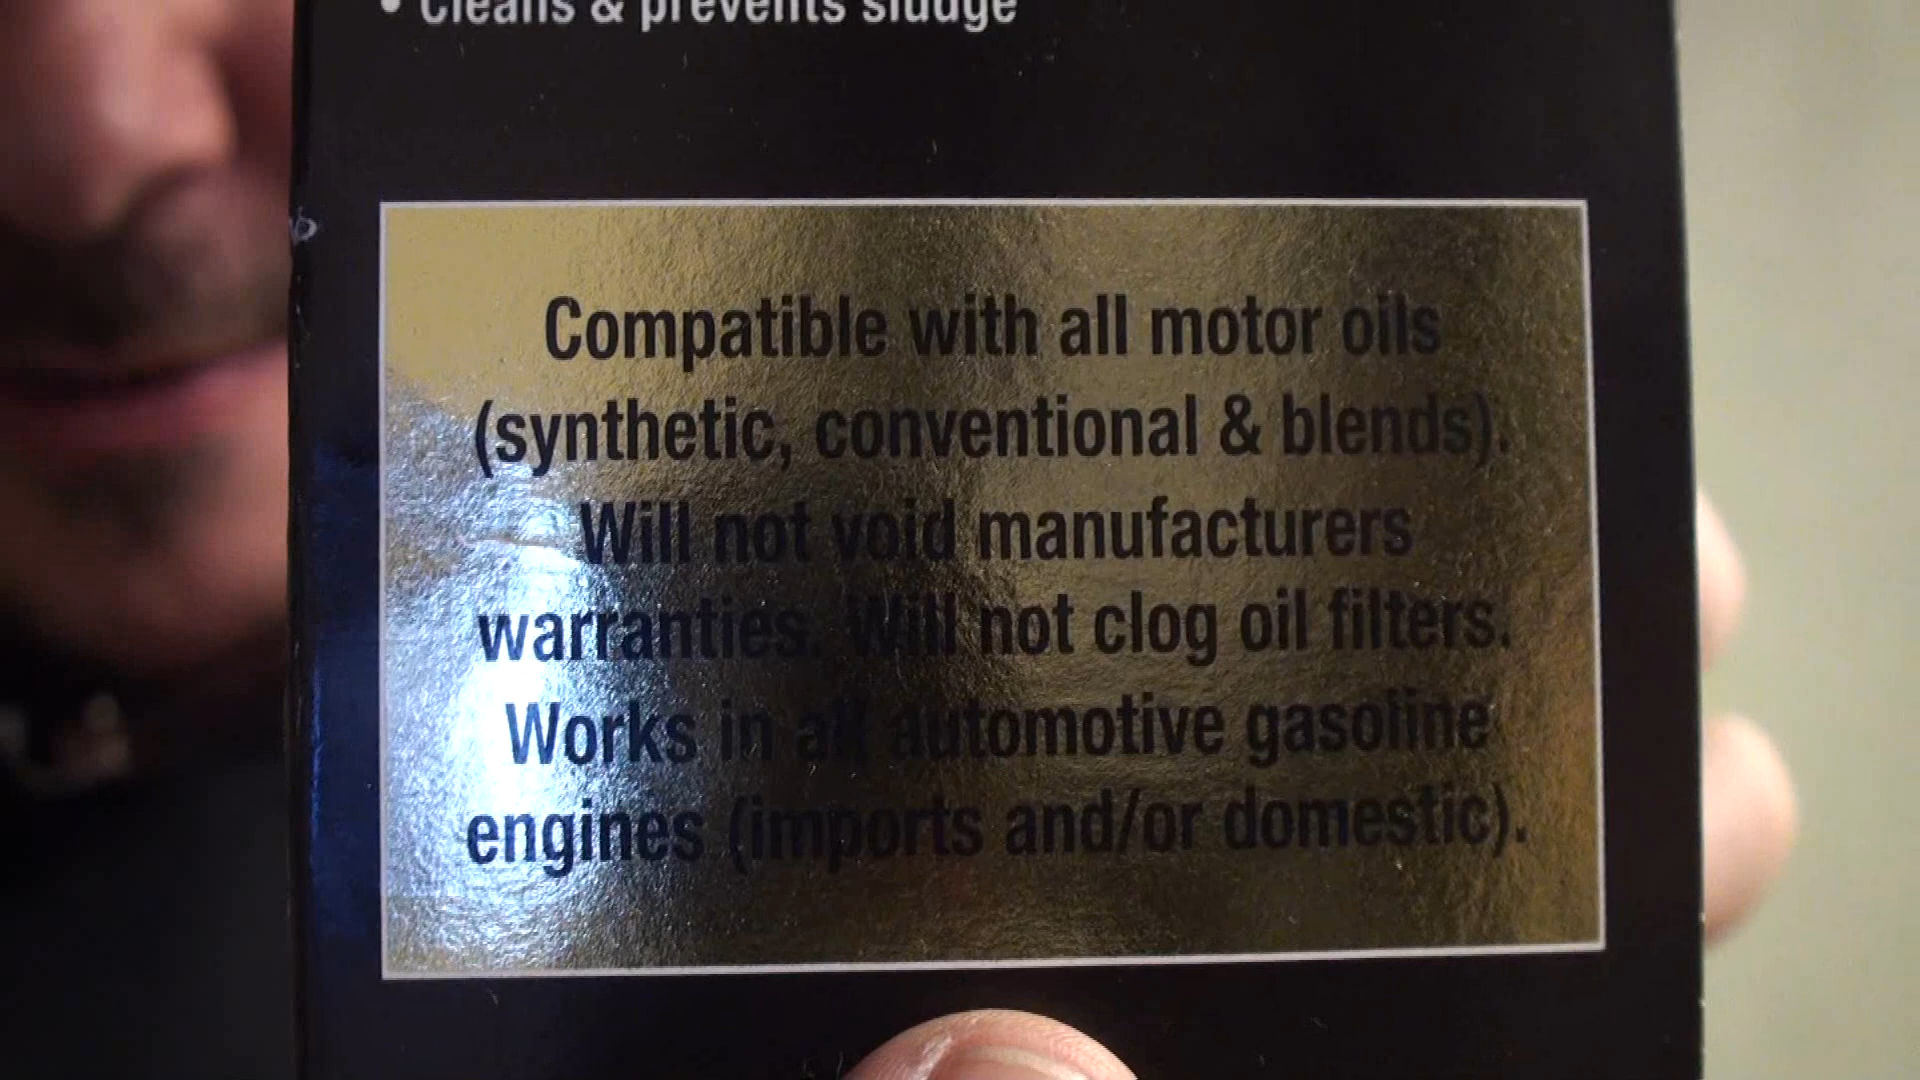 • Cleans & prevents sludge
Compatible with all motor oils
(synthetic, conventional & blends).
Will not void manufacturers
warranties. Will not clog oil filters.
Works in all automotive gasoline
engines (imports and/or domestic).